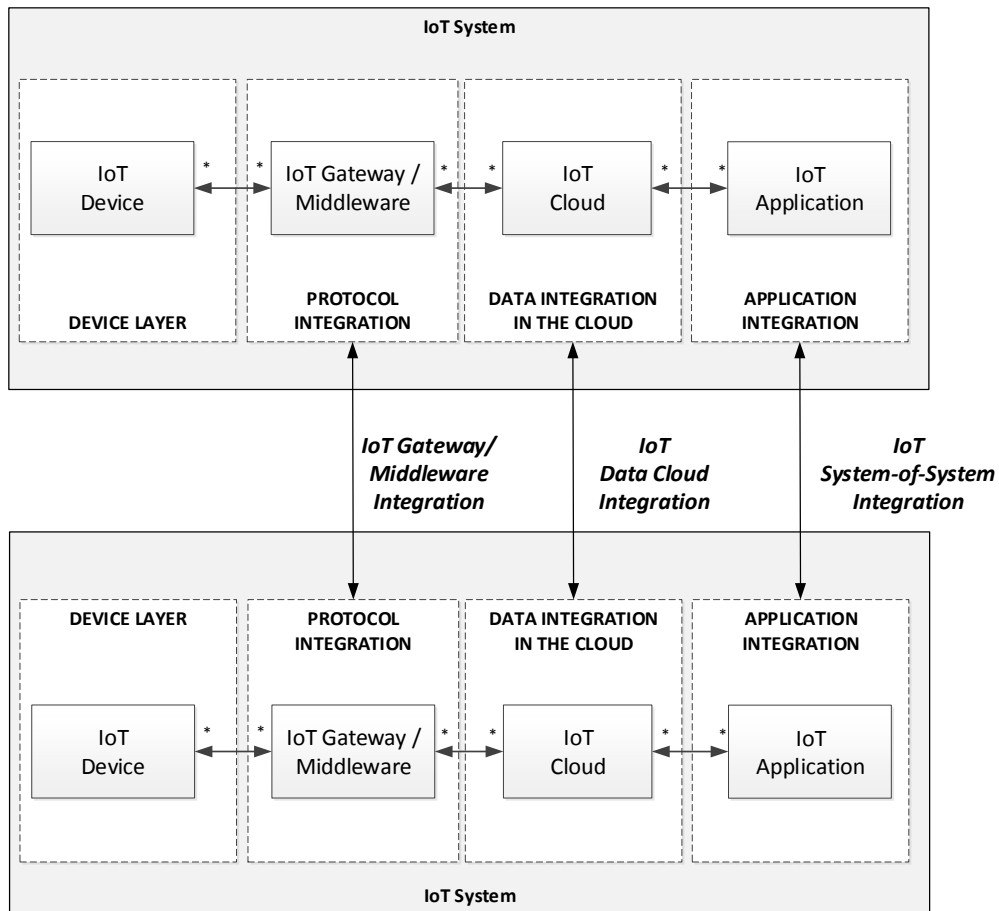 IoT System
IoT
Device
*
*
IoT Gateway /
Middleware
*
*
IoT
Cloud
*
*
IoT
Application
DEVICE LAYER
PROTOCOL
INTEGRATION
DATA INTEGRATION
IN THE CLOUD
APPLICATION
INTEGRATION
IoT Gateway/
Middleware
Integration
IoT
Data Cloud
Integration
IoT
System-of-System
Integration
DEVICE LAYER
PROTOCOL
INTEGRATION
DATA INTEGRATION
IN THE CLOUD
APPLICATION
INTEGRATION
IoT
Device
*
*
IoT Gateway /
Middleware
*
*
IoT
Cloud
*
*
IoT
Application
IoT System